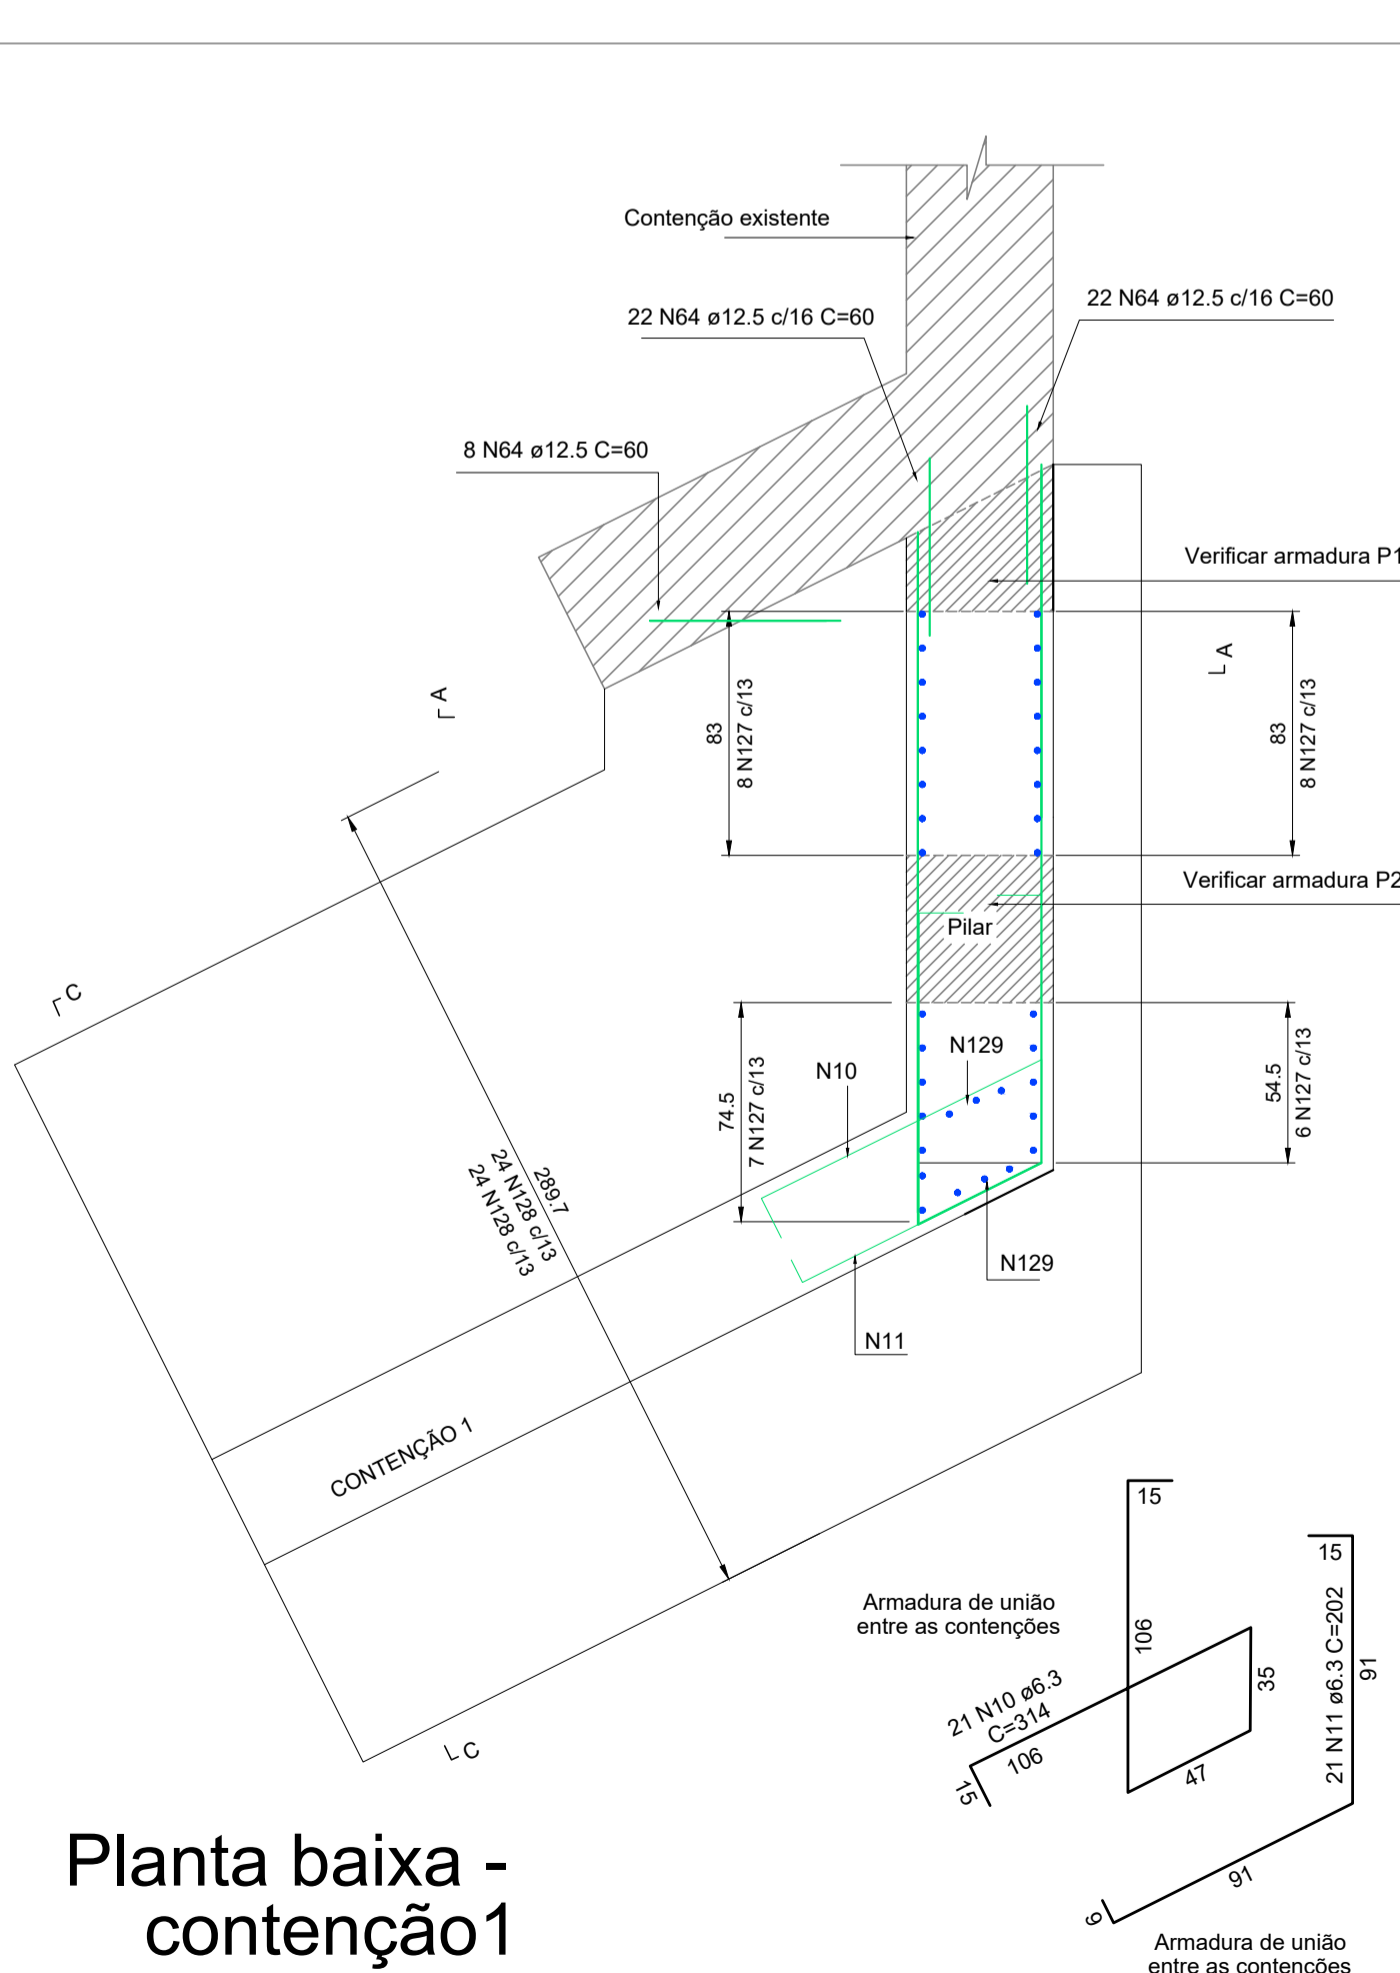 Contenção existente
22 N64 ø12.5 c/16 C=60
22 N64 ø12.5 c/16 C=60
8 N64 ø12.5 C=60
Verificar armadura P1
A
A
83
8 N127 c/13
83
8 N127 c/13
Verificar armadura P2
Pilar
C
N129
N10
74.5
7 N127 c/13
54.5
6 N127 c/13
289.7
24 N128 c/13
24 N128 c/13
N129
N11
CONTENÇÃO 1
15
15
Armadura de união
entre as contenções
106
35
21 N11 ø6.3 C=202
91
21 N10 ø6.3
C=314
106
15
47
C
91
9
Planta baixa -
contenção1
Armadura de união
entre as contenções